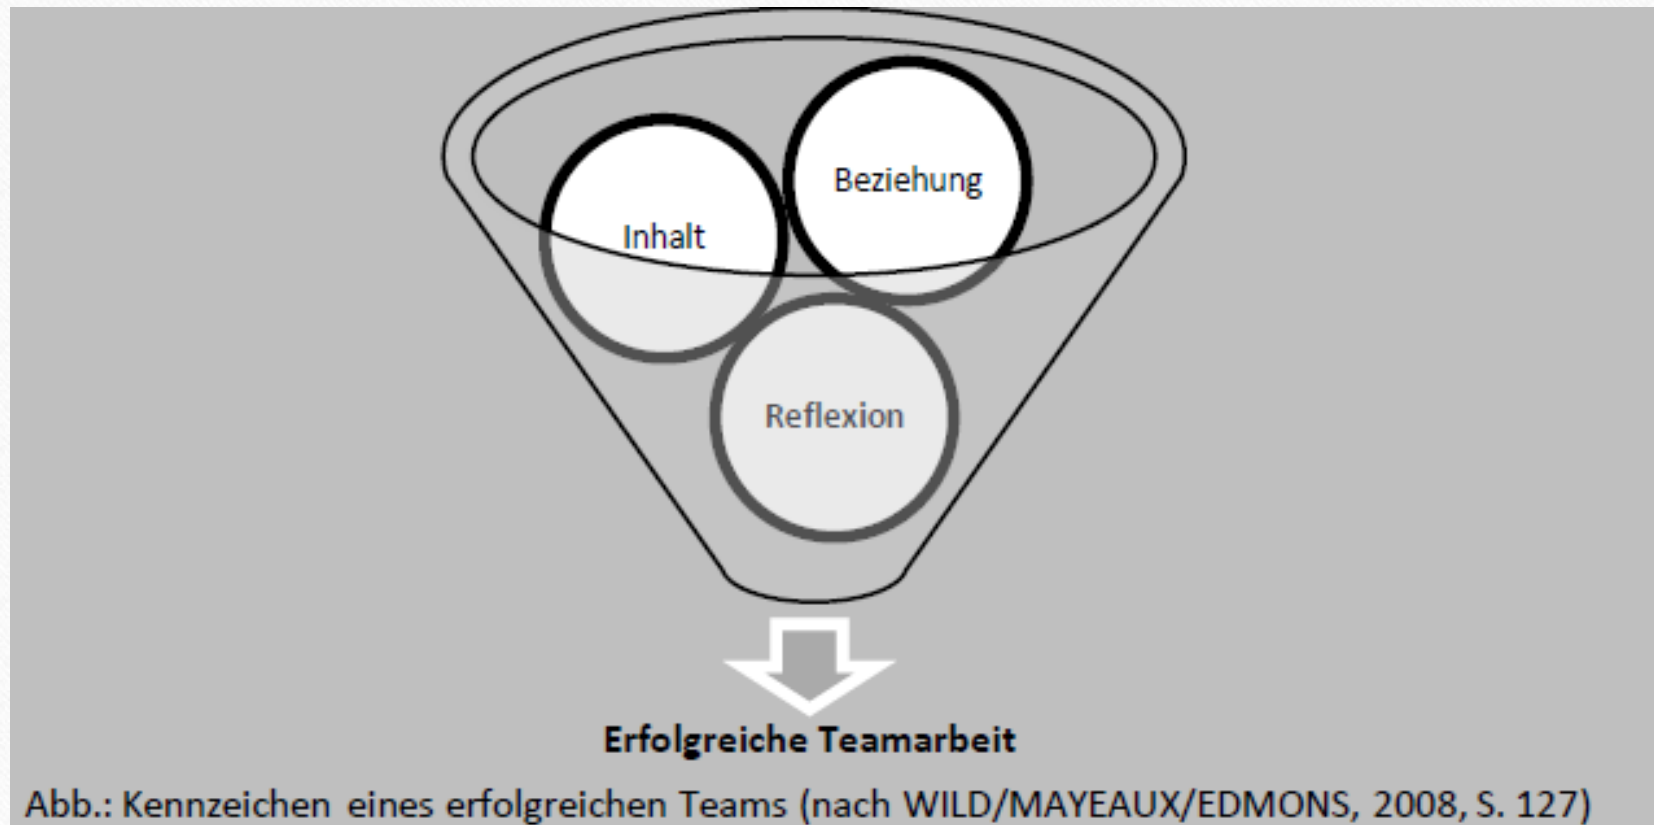 Beziehung
Inhalt
Reflexion
Erfolgreiche Teamarbeit
Abb.: Kennzeichen eines erfolgreichen Teams (nach WILD/MAYEAUX/EDMONS, 2008, S. 127)